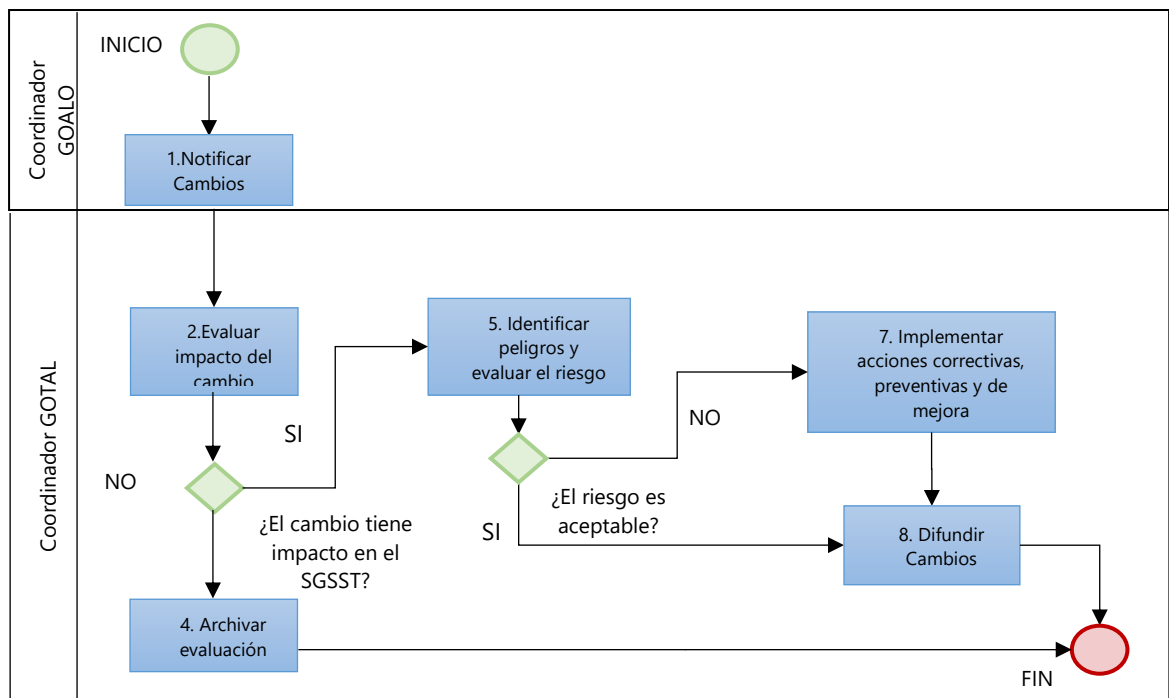 Coordinador
GOALO
INICIO
1.Notificar
Cambios
Coordinador GOTAL
2.Evaluar
impacto del
cambio
SI
NO
¿El cambio tiene
impacto en el
SGSST?
4. Archivar
evaluación
5. Identificar
peligros y
evaluar el riesgo
NO
SI
¿El riesgo es
aceptable?
7. Implementar
acciones correctivas,
preventivas y de
mejora
8. Difundir
Cambios
FIN